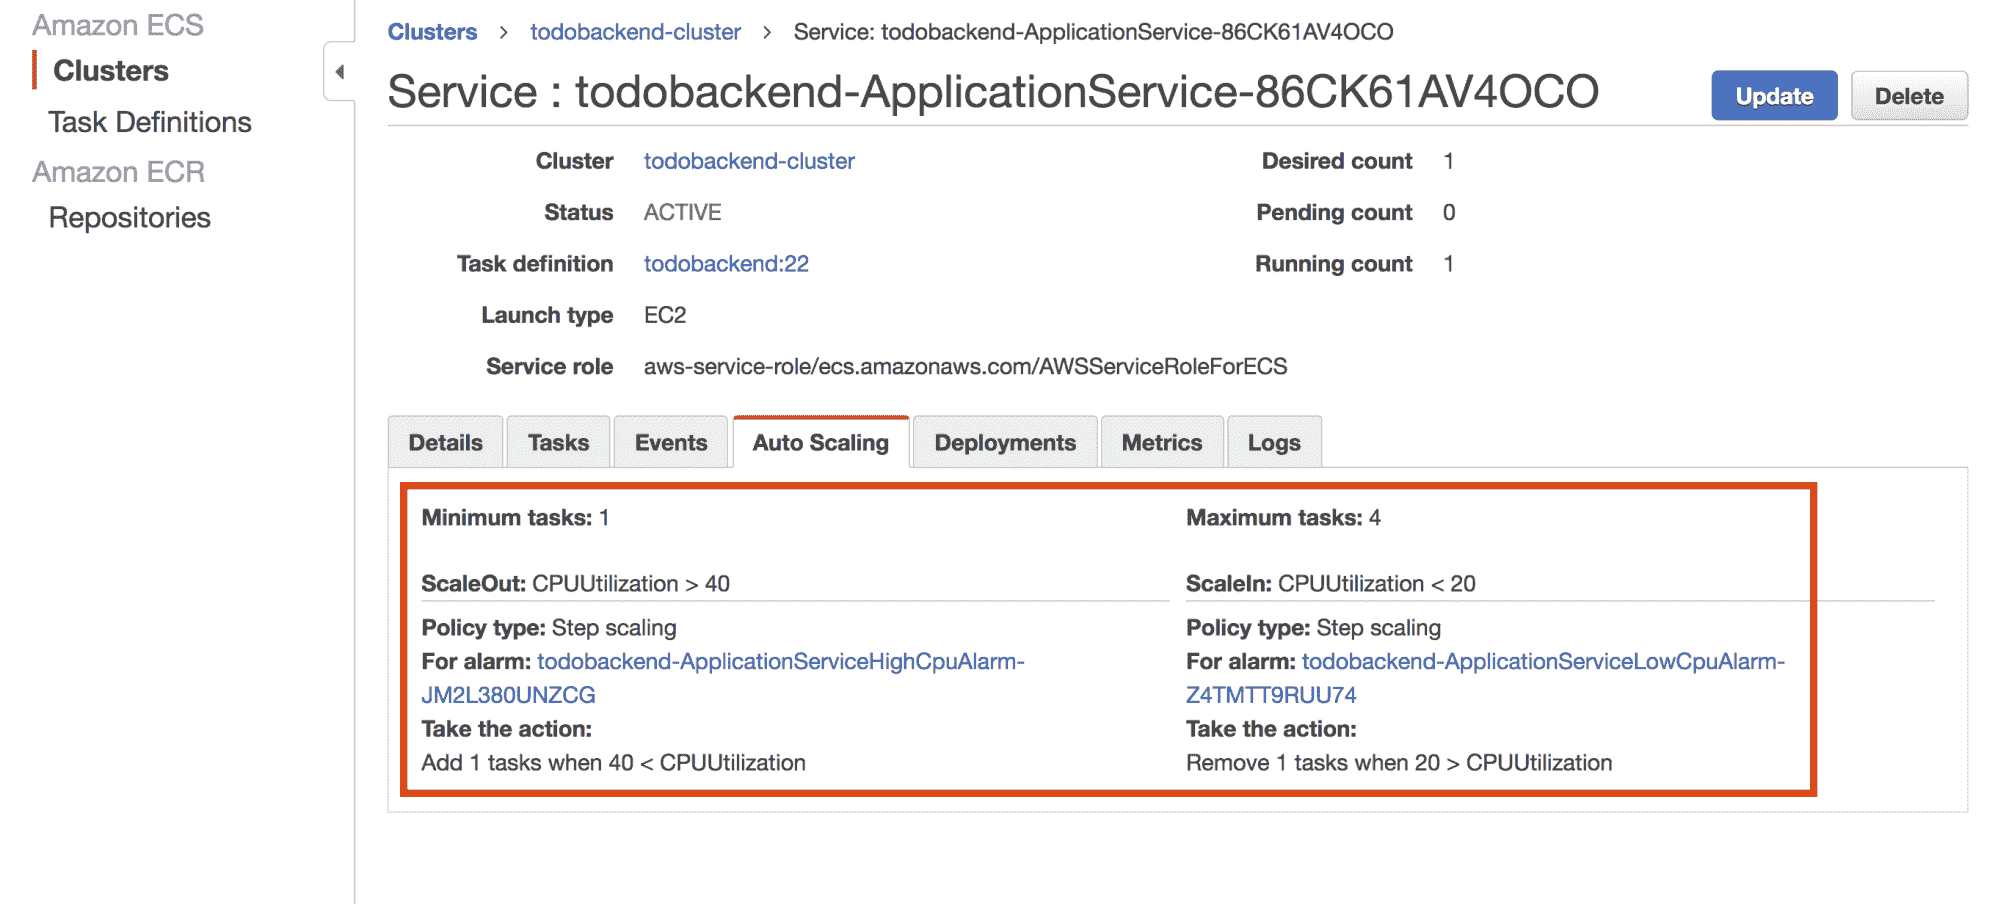 Amazon ECS
Clusters
Task Definitions
Amazon ECR
Repositories
Clusters > todobackend-cluster > Service: todobackend-ApplicationService-86CK61AV4OCO
Service : todobackend-ApplicationService-86CK61AV4OCO
Update Delete
Cluster todobackend-cluster Desired count 1
Status ACTIVE Pending count 0
Task definition todobackend:22 Running count 1
Launch type EC2
Service role aws-service-role/ecs.amazonaws.com/AWSServiceRoleForECS
Details Tasks Events Auto Scaling Deployments Metrics Logs
Minimum tasks: 1
Maximum tasks: 4
ScaleOut: CPUUtilization > 40
Policy type: Step scaling
For alarm: todobackend-ApplicationServiceHighCpuAlarm-
JM2L380UNZCG
Take the action:
Add 1 tasks when 40 < CPUUtilization
ScaleIn: CPUUtilization < 20
Policy type: Step scaling
For alarm: todobackend-ApplicationServiceLowCpuAlarm-
Z4TMTT9RUU74
Take the action:
Remove 1 tasks when 20 > CPUUtilization